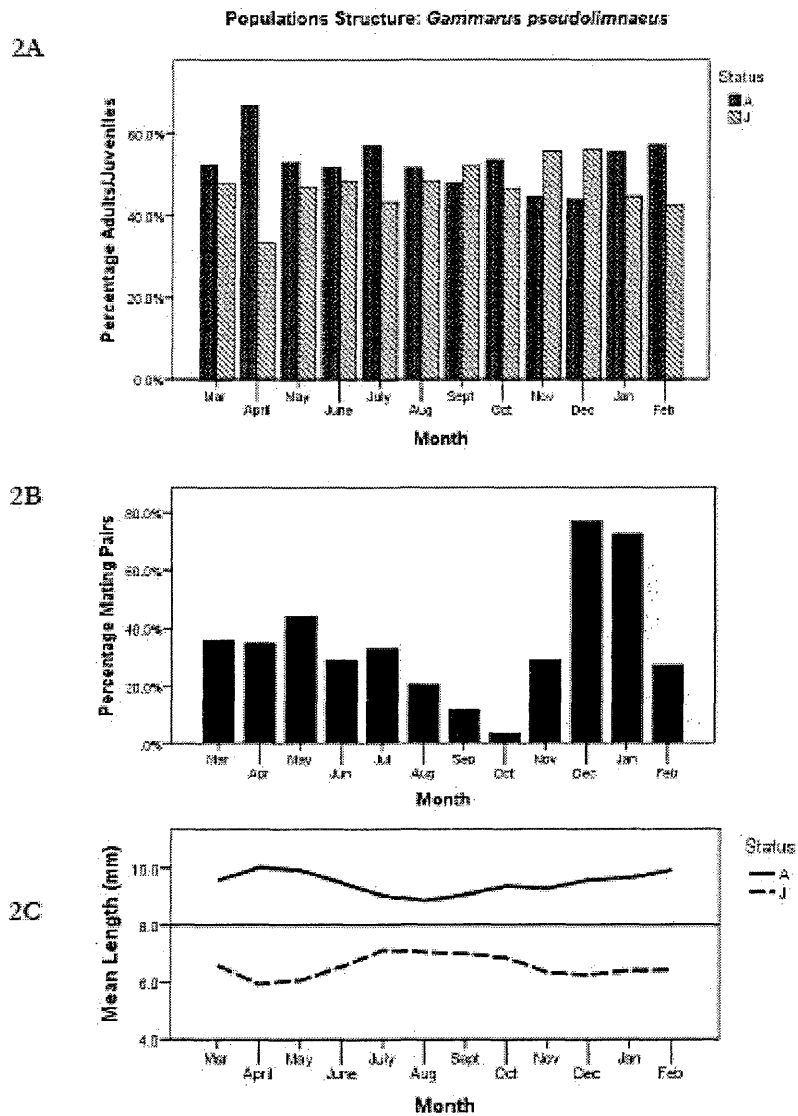 Populations Structure: Gammarus pseudolimnaeus
2A
Status
A
J
Percentage Adults/Juveniles
60.0%
40.0%
20.0%
0.0%
Mar April May June July Aug Sept Oct Nov Dec Jan Feb
Month
2B
Percentage Mating Pairs
80.0%
60.0%
40.0%
20.0%
.0%
Mar Apr May Jun Jul Aug Sep Oct Nov Dec Jan Feb
Month
2C
Status
A
J
Mean Length (mm)
10.0
8.0
6.0
4.0
Mar April May June July Aug Sept Oct Nov Dec Jan Feb
Month